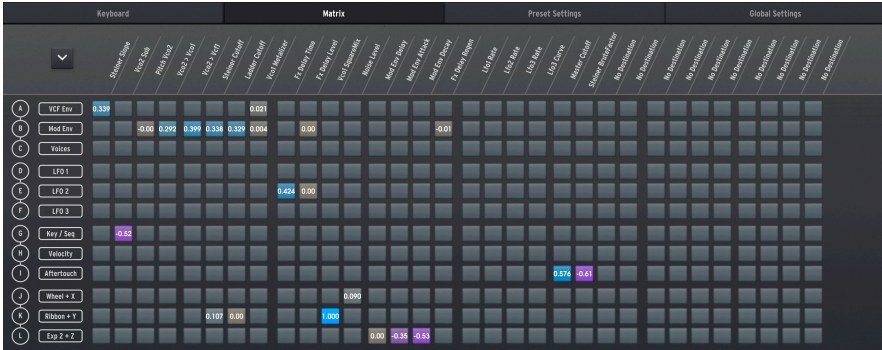 Keyboard Matrix Preset Settings Global Settings
Steiner Slope Vco2 Sub Pitch Vco2 Vco2 > Vcsl Vco2 > Vcf1 Steiner Cutoff Ladder Cutoff Vco1 Metalizer Fx Delay Time Fx Delay Level Vco1 SquareMix Noise Level Mod Env Delay Mod Env Attack Mod Env Decay Fx Delay Regen Lfo1 Rate Lfo2 Rate Lfo3 Rate Lfo3 Curve Master Cutoff Steiner BruteFactor No Destination No Destination No Destination No Destination No Destination No Destination No Destination No Destination No Destination No Destination
A VCF Env 0.339 0.021
B Mod Env -0.00 0.292 0.399 0.338 0.329 0.004 0.00 -0.01
C Voices
D LFO 1
E LFO 2 0.424 0.00
F LFO 3
G Key / Seq -0.52
H Velocity
I Aftertouch 0.576 -0.61
J Wheel + X 0.090
K Ribbon + Y 0.107 0.00 1.000
L Exp 2 + Z 0.00 -0.35 -0.53